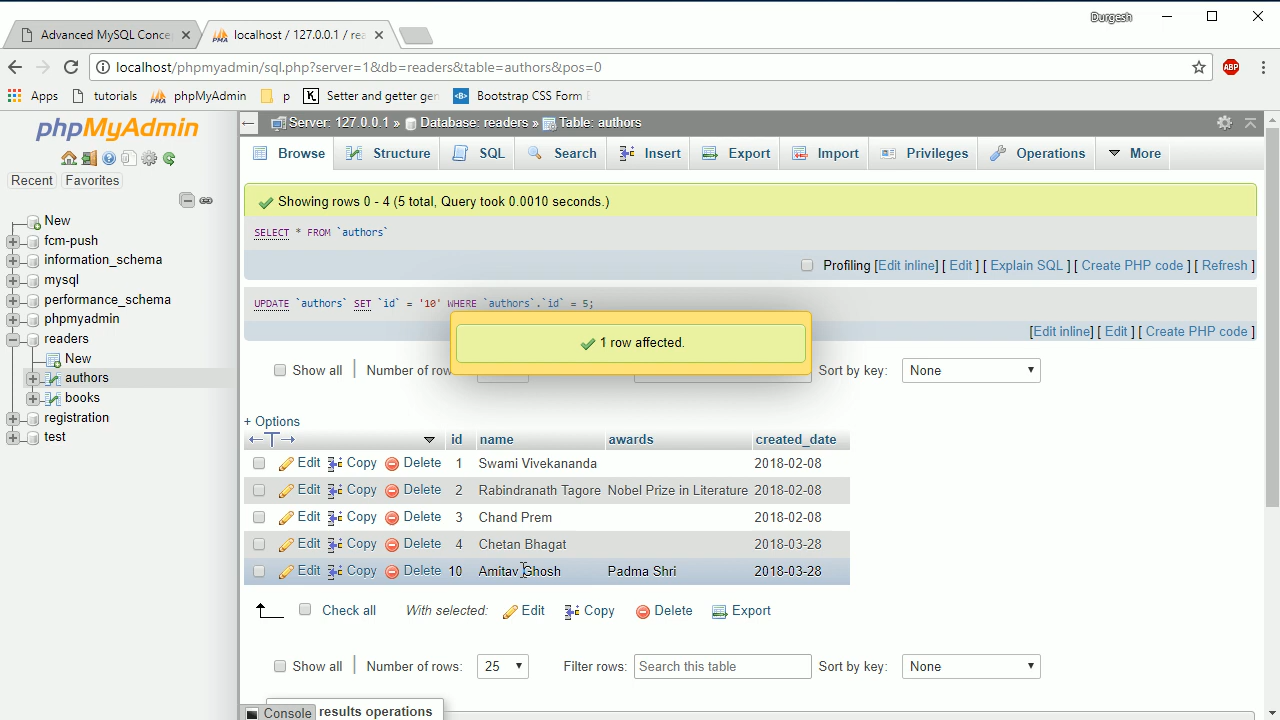 Durgesh
Advanced MySQL Conce
localhost / 127.0.0.1 / rea
localhost/phpmyadmin/sql.php?server=1&db=readers&table=authors&pos=0
ABP
Apps tutorials phpMyAdmin p Setter and getter gen Bootstrap CSS Form E
phpMyAdmin
Recent Favorites
New
fcm-push
information_schema
mysql
performance_schema
phpmyadmin
readers
New
authors
books
registration
test
Server: 127.0.0.1 » Database: readers » Table: authors
Browse Structure SQL Search Insert Export Import Privileges Operations More
Showing rows 0 - 4 (5 total, Query took 0.0010 seconds.)
SELECT * FROM `authors`
Profiling [Edit inline] [ Edit ] [ Explain SQL ] [ Create PHP code ] [ Refresh ]
UPDATE `authors` SET `id` = '10' WHERE `authors`.`id` = 5;
[Edit inline] [ Edit ] [ Create PHP code ]
1 row affected.
Show all Number of row Sort by key: None
+ Options
id name awards created_date
Edit Copy Delete 1 Swami Vivekananda 2018-02-08
Edit Copy Delete 2 Rabindranath Tagore Nobel Prize in Literature 2018-02-08
Edit Copy Delete 3 Chand Prem 2018-02-08
Edit Copy Delete 4 Chetan Bhagat 2018-03-28
Edit Copy Delete 10 Amitav Ghosh Padma Shri 2018-03-28
Check all With selected: Edit Copy Delete Export
Show all Number of rows: 25 Filter rows: Search this table Sort by key: None
Console results operations